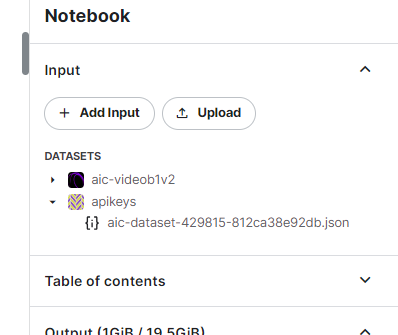 Notebook
Input
+ Add Input
Upload
DATASETS
aic-videob1v2
apikeys
{i} aic-dataset-429815-812ca38e92db.json
Table of contents
Output (1GiB / 19.5GiB)